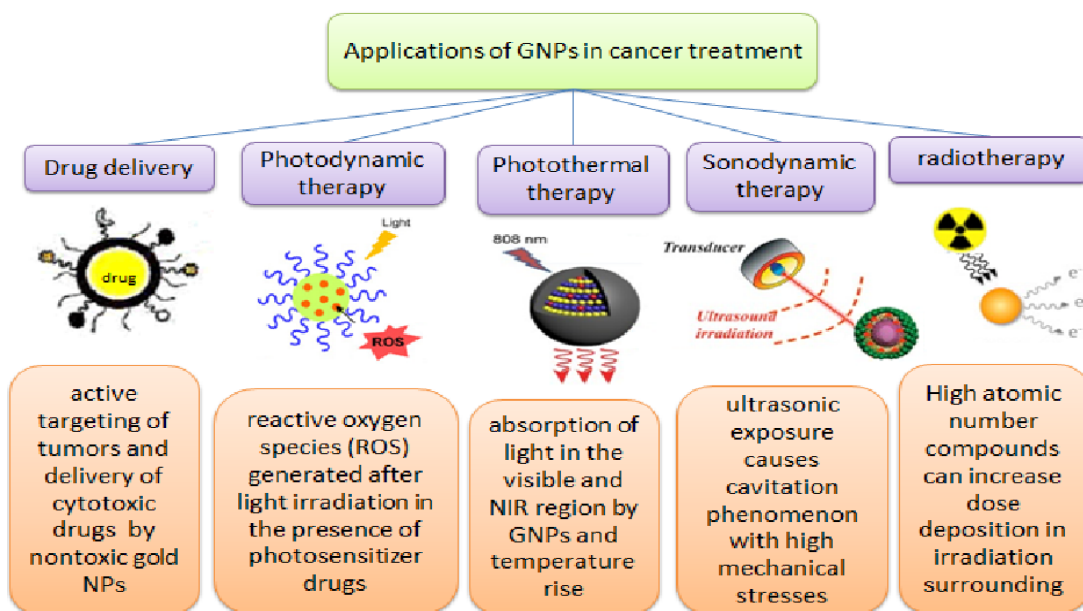 Applications of GNPs in cancer treatment
Drug delivery
Photodynamic
therapy
Photothermal
therapy
Sonodynamic
therapy
radiotherapy
drug
Light
ROS
808 nm
Transducer
Ultrasound
irradiation
e⁻
e⁻
e⁻
active
targeting of
tumors and
delivery of
cytotoxic
drugs by
nontoxic gold
NPs
reactive oxygen
species (ROS)
generated after
light irradiation in
the presence of
photosensitizer
drugs
absorption of
light in the
visible and
NIR region by
GNPs and
temperature
rise
ultrasonic
exposure
causes
cavitation
phenomenon
with high
mechanical
stresses
High atomic
number
compounds
can increase
dose
deposition in
irradiation
surrounding